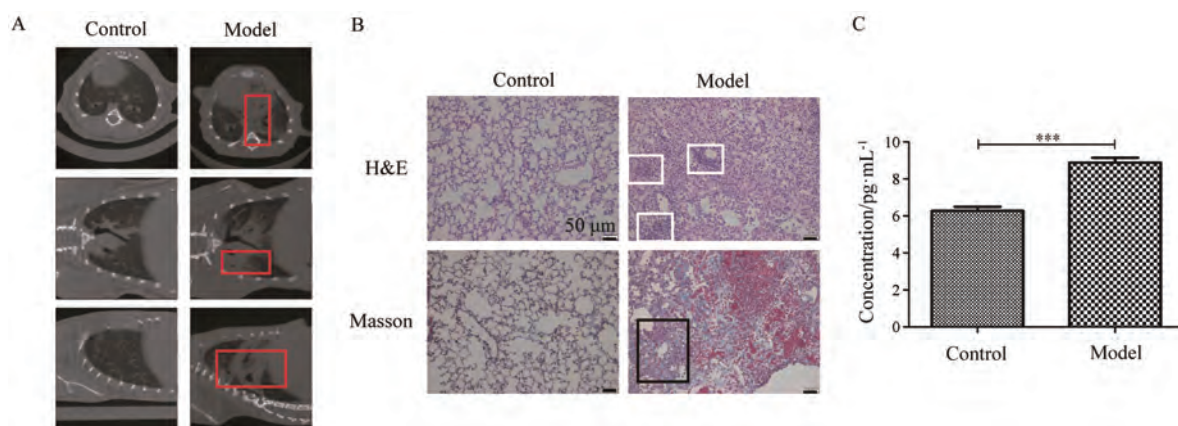 A
Control
Model
B
Control
Model
H&E
50 μm
Masson
C
***
Concentration/pg·mL⁻¹
10
8
6
4
2
0
Control
Model